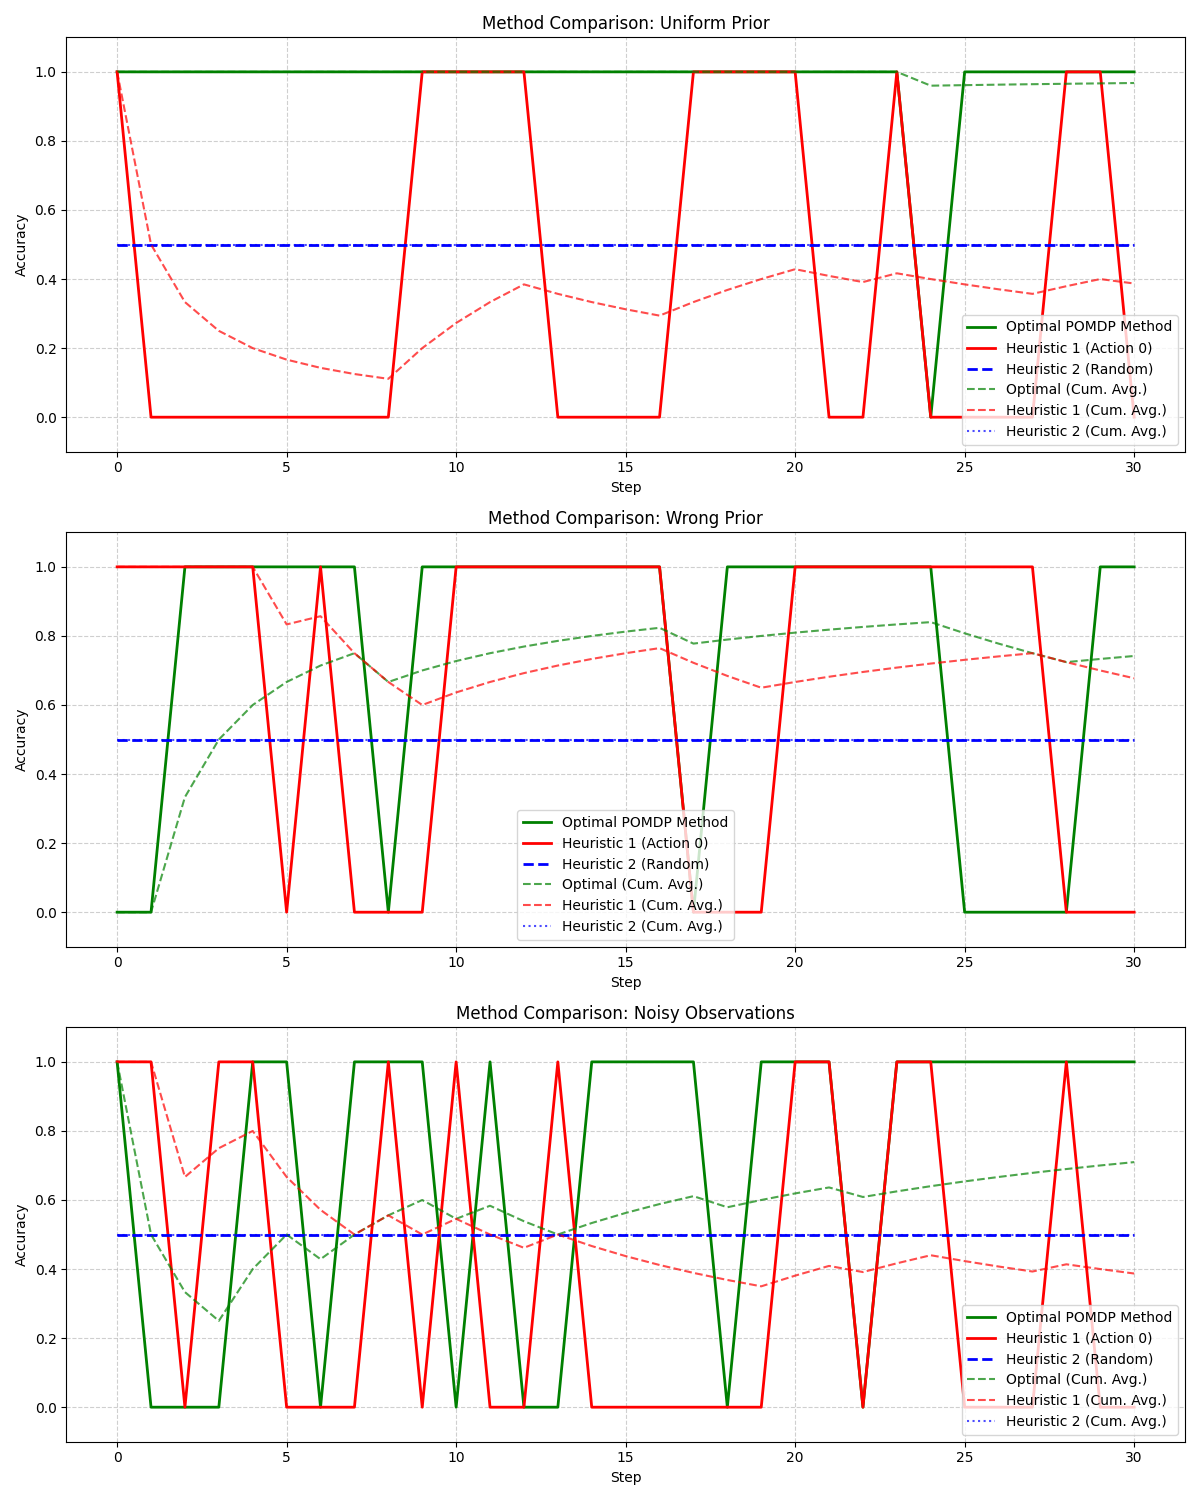 Method Comparison: Uniform Prior
Accuracy
1.0
0.8
0.6
0.4
0.2
0.0
Optimal POMDP Method
Heuristic 1 (Action 0)
Heuristic 2 (Random)
Optimal (Cum. Avg.)
Heuristic 1 (Cum. Avg.)
Heuristic 2 (Cum. Avg.)
0 5 10 15 20 25 30
Step
Method Comparison: Wrong Prior
Accuracy
1.0
0.8
0.6
0.4
0.2
0.0
Optimal POMDP Method
Heuristic 1 (Action 0)
Heuristic 2 (Random)
Optimal (Cum. Avg.)
Heuristic 1 (Cum. Avg.)
Heuristic 2 (Cum. Avg.)
0 5 10 15 20 25 30
Step
Method Comparison: Noisy Observations
Accuracy
1.0
0.8
0.6
0.4
0.2
0.0
Optimal POMDP Method
Heuristic 1 (Action 0)
Heuristic 2 (Random)
Optimal (Cum. Avg.)
Heuristic 1 (Cum. Avg.)
Heuristic 2 (Cum. Avg.)
0 5 10 15 20 25 30
Step